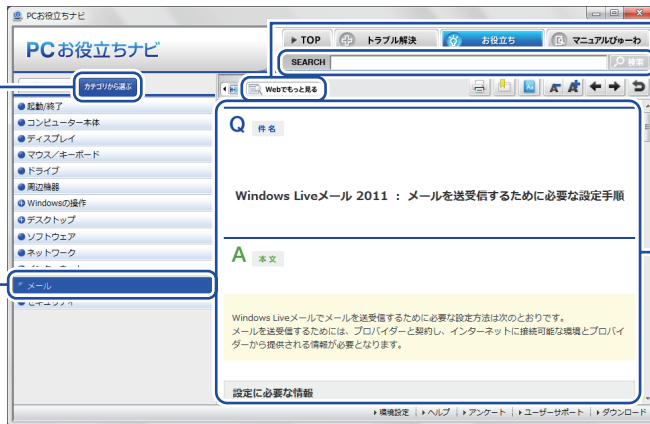 PCお役立ちナビ
PCお役立ちナビ
TOP
トラブル解決
お役立ち
マニュアルびゅーわ
SEARCH
検索
カテゴリから選ぶ
Webでもっと見る
起動/終了
コンピューター本体
ディスプレイ
マウス/キーボード
ドライブ
周辺機器
Windowsの操作
デスクトップ
ソフトウェア
ネットワーク
メール
セキュリティ
Q 件名
Windows Liveメール 2011 : メールを送受信するために必要な設定手順
A 本文
Windows Liveメールでメールを送受信するために必要な設定方法は次のとおりです。
メールを送受信するためには、プロバイダーと契約し、インターネットに接続可能な環境とプロバイ
ダーから提供される情報が必要となります。
設定に必要な情報
環境設定 ヘルプ アンケート ユーザーサポート ダウンロード